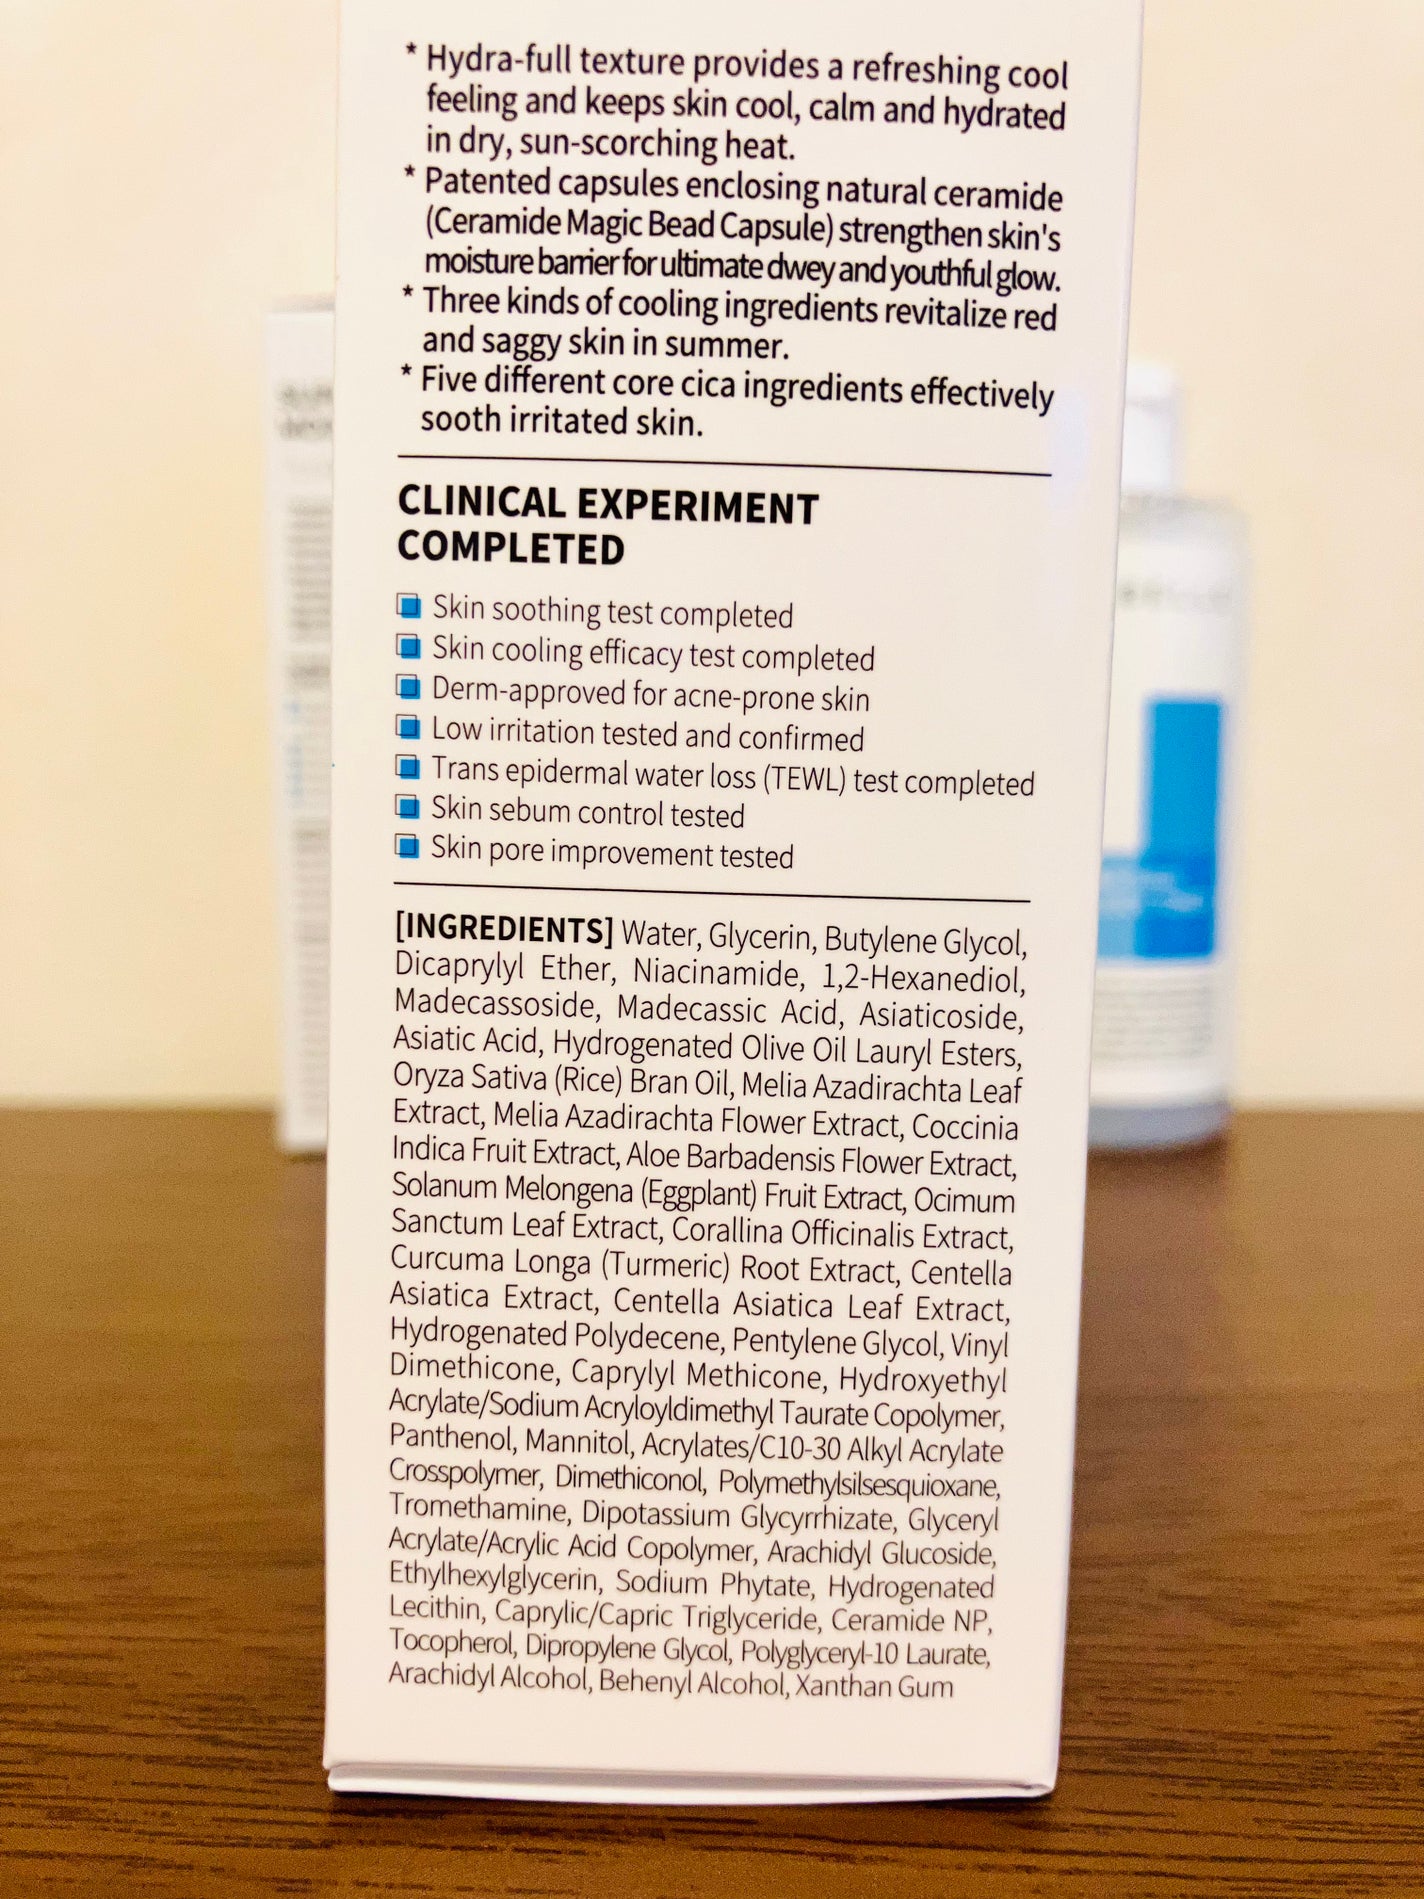 * Hydra-full texture provides a refreshing cool
feeling and keeps skin cool, calm and hydrated
in dry, sun-scorching heat.
* Patented capsules enclosing natural ceramide
(Ceramide Magic Bead Capsule) strengthen skin's
moisture barrier for ultimate dwey and youthful glow.
* Three kinds of cooling ingredients revitalize red
and saggy skin in summer.
* Five different core cica ingredients effectively
sooth irritated skin.
CLINICAL EXPERIMENT
COMPLETED
Skin soothing test completed
Skin cooling efficacy test completed
Derm-approved for acne-prone skin
Low irritation tested and confirmed
Trans epidermal water loss (TEWL) test completed
Skin sebum control tested
Skin pore improvement tested
[INGREDIENTS] Water, Glycerin, Butylene Glycol,
Dicaprylyl Ether, Niacinamide, 1,2-Hexanediol,
Madecassoside, Madecassic Acid, Asiaticoside,
Asiatic Acid, Hydrogenated Olive Oil Lauryl Esters,
Oryza Sativa (Rice) Bran Oil, Melia Azadirachta Leaf
Extract, Melia Azadirachta Flower Extract, Coccinia
Indica Fruit Extract, Aloe Barbadensis Flower Extract,
Solanum Melongena (Eggplant) Fruit Extract, Ocimum
Sanctum Leaf Extract, Corallina Officinalis Extract,
Curcuma Longa (Turmeric) Root Extract, Centella
Asiatica Extract, Centella Asiatica Leaf Extract,
Hydrogenated Polydecene, Pentylene Glycol, Vinyl
Dimethicone, Caprylyl Methicone, Hydroxyethyl
Acrylate/Sodium Acryloyldimethyl Taurate Copolymer,
Panthenol, Mannitol, Acrylates/C10-30 Alkyl Acrylate
Crosspolymer, Dimethiconol, Polymethylsilsesquioxane,
Tromethamine, Dipotassium Glycyrrhizate, Glyceryl
Acrylate/Acrylic Acid Copolymer, Arachidyl Glucoside,
Ethylhexylglycerin, Sodium Phytate, Hydrogenated
Lecithin, Caprylic/Capric Triglyceride, Ceramide NP,
Tocopherol, Dipropylene Glycol, Polyglyceryl-10 Laurate,
Arachidyl Alcohol, Behenyl Alcohol, Xanthan Gum